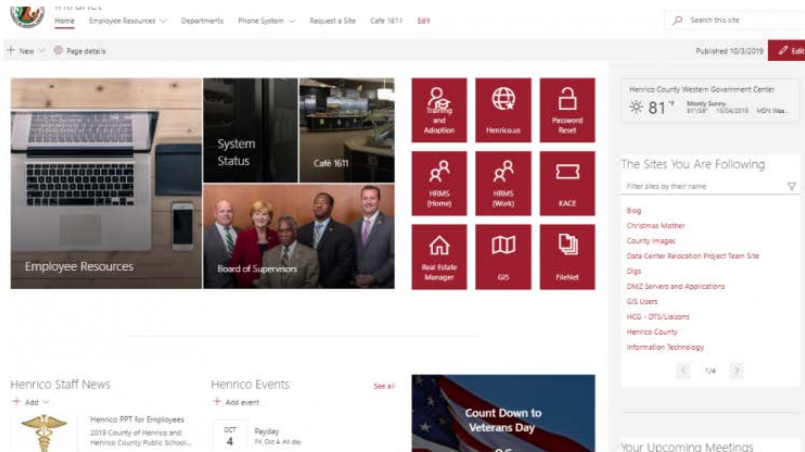 Intranet
Home Employee Resources Departments Phone System Request a Site Cafe 1611 Edit
Search this site
New Page details
Published 10/3/2019 Edit
System
Status
Café 1611
Employee Resources
Board of Supervisors
Training
and
Adoption
Henrico.us
Password
Reset
HRMS
(Home)
HRMS
(Work)
KACE
Real Estate
Manager
GIS
FileNet
Henrico County Western Government Center
81 °F
Mostly Sunny
10/04/2019 MSN Wea...
The Sites You Are Following
Filter sites by their name
Blog
Christmas Mother
County Images
Data Center Relocation Project Team Site
Digs
DMZ Servers and Applications
GIS Users
HCG - DTS/Liaisons
Henrico County
Information Technology
1/4
Henrico Staff News
Add
Henrico PPT for Employees
2019 County of Henrico and
Henrico County Public School...
Henrico Events
See all
Add event
OCT
4
Payday
Fri, Oct 4, All day
Count Down to
Veterans Day
Your Upcoming Meetings